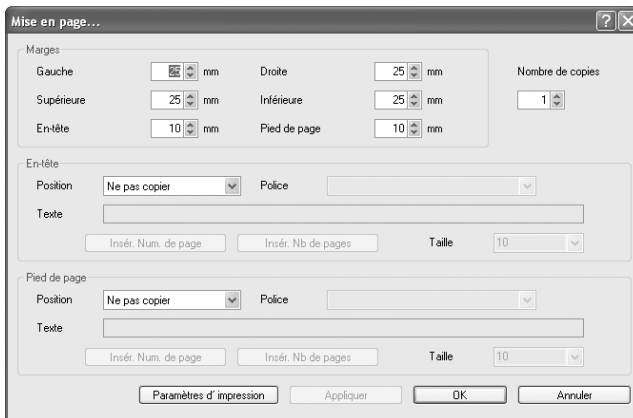 Mise en page...
Marges
Gauche 25 mm Droite 25 mm Nombre de copies
Supérieure 25 mm Inférieure 25 mm 1
En-tête 10 mm Pied de page 10 mm
En-tête
Position Ne pas copier Police
Texte
Insér. Num. de page Insér. Nb de pages Taille 10
Pied de page
Position Ne pas copier Police
Texte
Insér. Num. de page Insér. Nb de pages Taille 10
Paramètres d' impression Appliquer OK Annuler